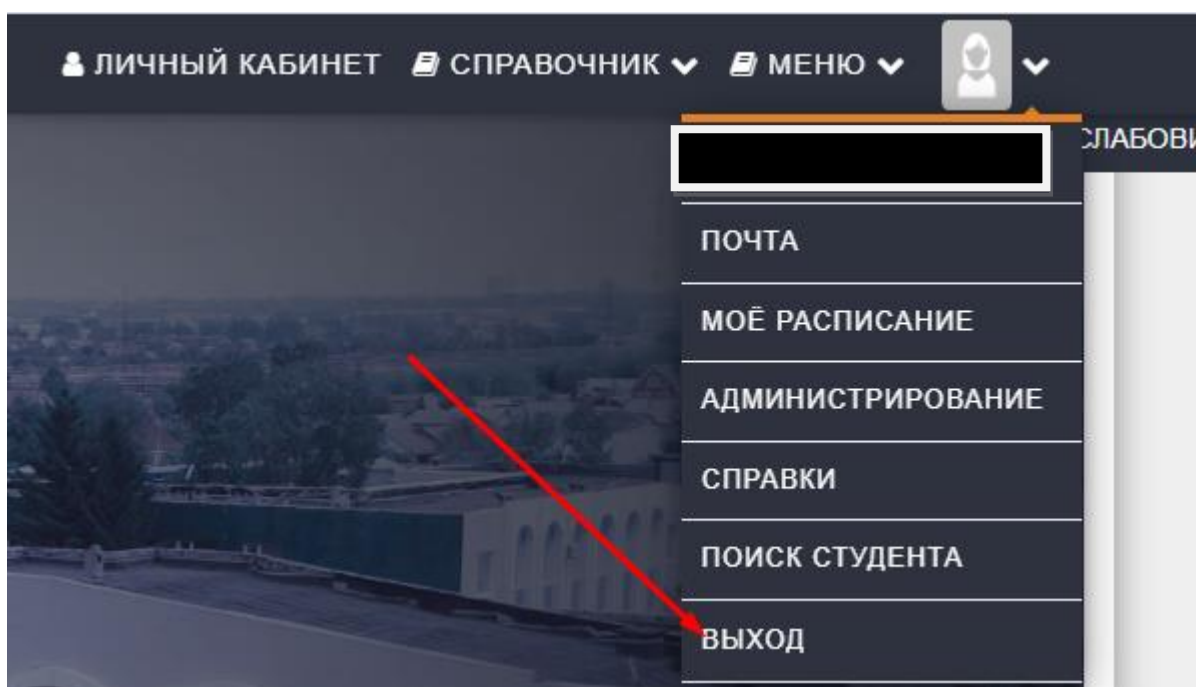 ЛИЧНЫЙ КАБИНЕТ СПРАВОЧНИК МЕНЮ
ПОЧТА
МОЁ РАСПИСАНИЕ
АДМИНИСТРИРОВАНИЕ
СПРАВКИ
ПОИСК СТУДЕНТА
ВЫХОД